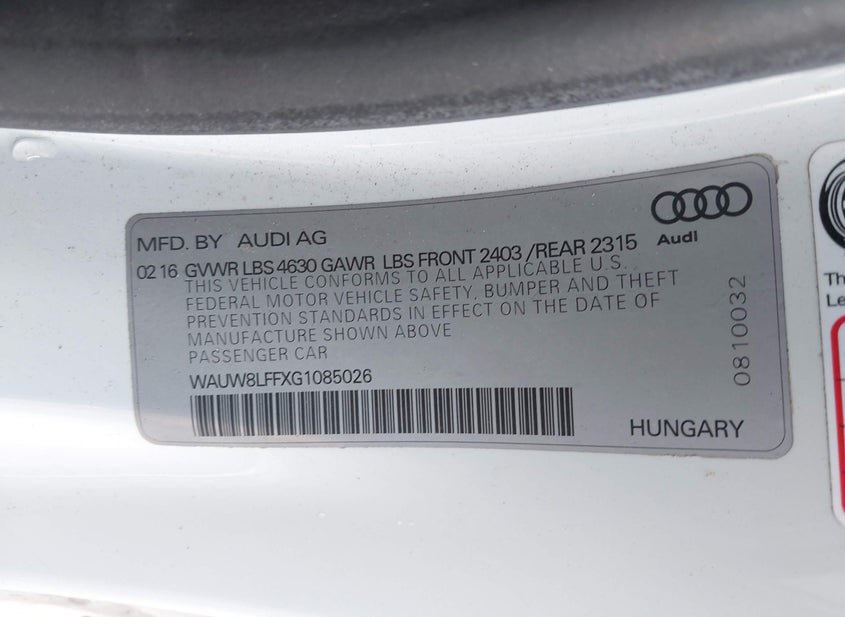 Audi
MFD. BY AUDI AG
02 16 GVWR LBS 4630 GAWR LBS FRONT 2403 /REAR 2315
THIS VEHICLE CONFORMS TO ALL APPLICABLE U.S.
FEDERAL MOTOR VEHICLE SAFETY, BUMPER AND THEFT
PREVENTION STANDARDS IN EFFECT ON THE DATE OF
MANUFACTURE SHOWN ABOVE
PASSENGER CAR
WAUW8LFFXG1085026
HUNGARY
0810032
Th
Le